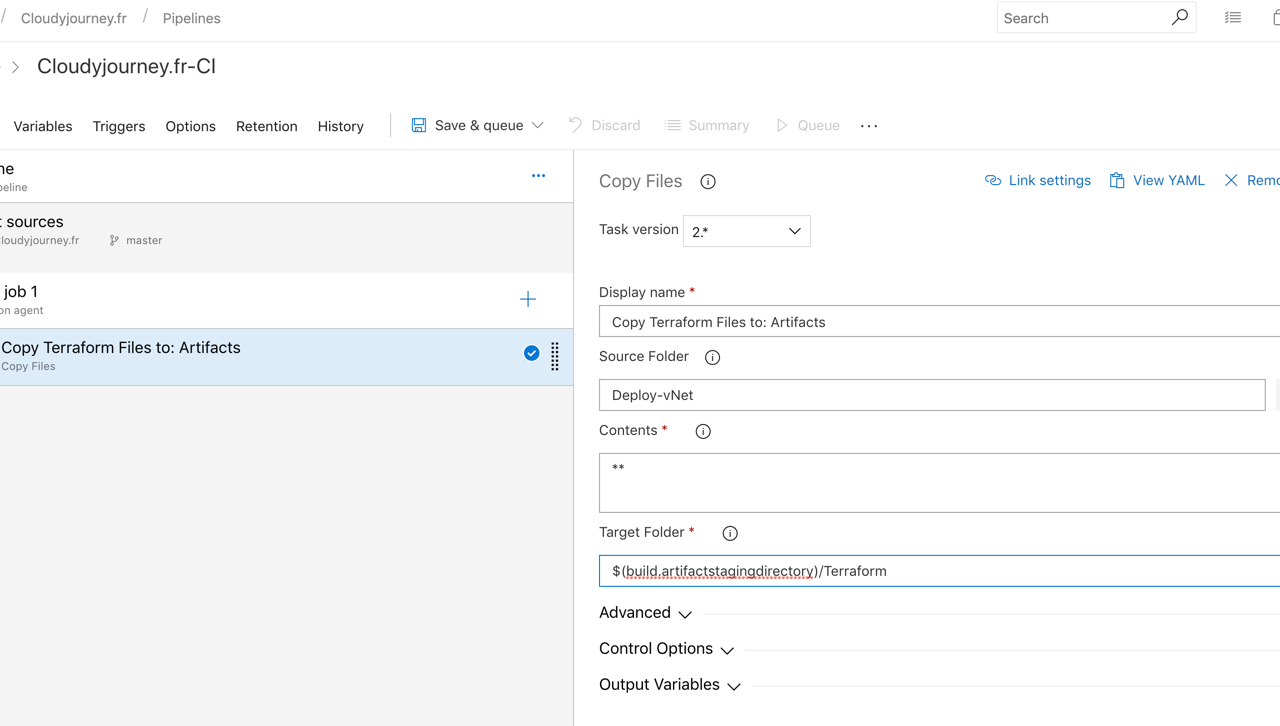 / Cloudyjourney.fr / Pipelines Search
> Cloudyjourney.fr-CI
Variables Triggers Options Retention History Save & queue Discard Summary Queue ...
ne
peline
t sources
loudyjourney.fr master
job 1
on agent
Copy Terraform Files to: Artifacts
Copy Files
Copy Files Link settings View YAML Remo
Task version 2.*
Display name *
Copy Terraform Files to: Artifacts
Source Folder
Deploy-vNet
Contents *
**
Target Folder *
$(build.artifactstagingdirectory)/Terraform
Advanced
Control Options
Output Variables